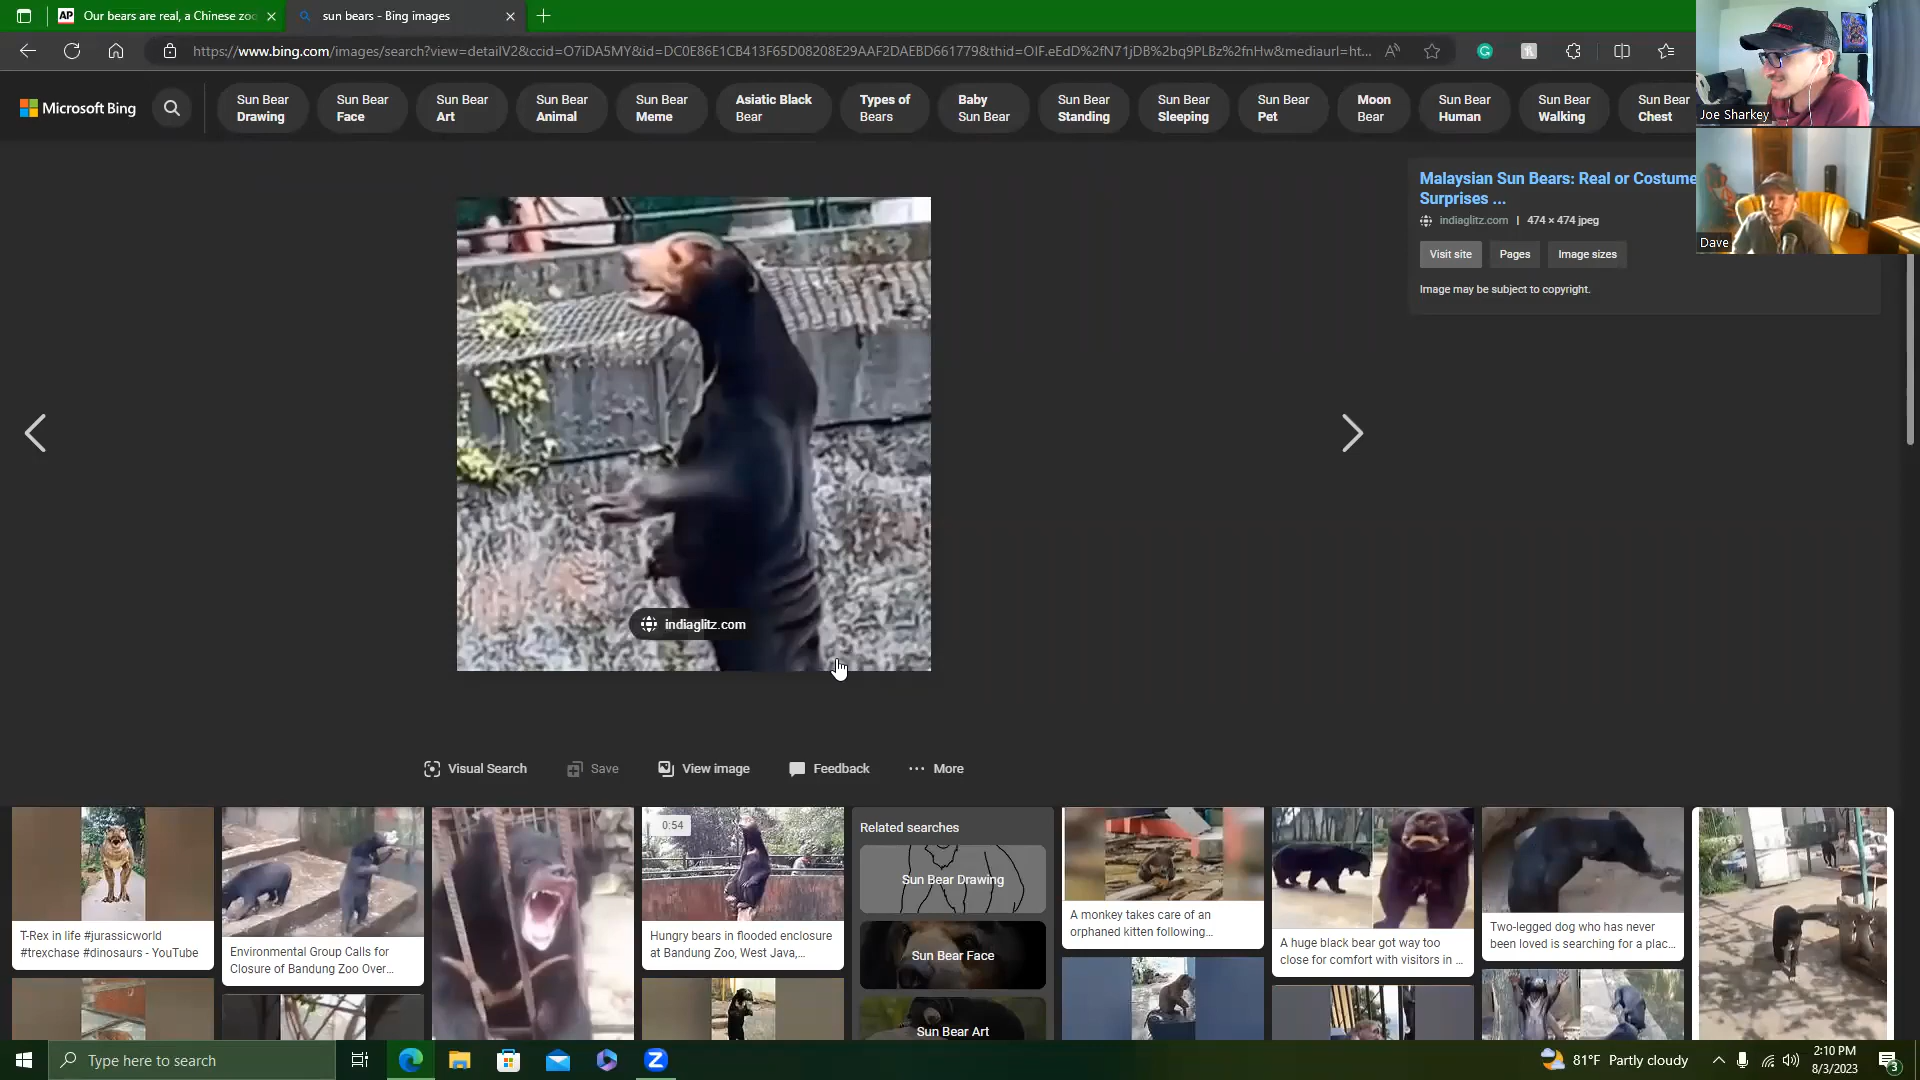 Our bears are real, a Chinese zoo
sun bears - Bing images
https://www.bing.com/images/search?view=detailV2&ccid=O7iDA5MY&id=DC0E86E1CB413F65D08208E29AAF2DAEBD661779&thid=OIF.eEdD%2fN71jDB%2bq9PLBz%2fnHw&mediaurl=ht...
Microsoft Bing
Sun Bear
Drawing
Sun Bear
Face
Sun Bear
Art
Sun Bear
Animal
Sun Bear
Meme
Asiatic Black
Bear
Types of
Bears
Baby
Sun Bear
Sun Bear
Standing
Sun Bear
Sleeping
Sun Bear
Pet
Moon
Bear
Sun Bear
Human
Sun Bear
Walking
Sun Bear
Chest
Joe Sharkey
Dave
Malaysian Sun Bears: Real or Costume
Surprises ...
indiaglitz.com | 474 × 474 jpeg
Visit site
Pages
Image sizes
Image may be subject to copyright.
indiaglitz.com
Visual Search
Save
View image
Feedback
More
T-Rex in life #jurassicworld
#trexchase #dinosaurs - YouTube
Environmental Group Calls for
Closure of Bandung Zoo Over...
0:54
Hungry bears in flooded enclosure
at Bandung Zoo, West Java,...
Related searches
Sun Bear Drawing
Sun Bear Face
Sun Bear Art
A monkey takes care of an
orphaned kitten following...
A huge black bear got way too
close for comfort with visitors in ...
Two-legged dog who has never
been loved is searching for a plac...
Type here to search
81°F Partly cloudy
2:10 PM
8/3/2023
3